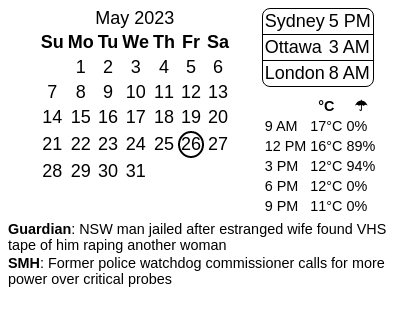 May 2023
Su Mo Tu We Th Fr Sa
1 2 3 4 5 6
7 8 9 10 11 12 13
14 15 16 17 18 19 20
21 22 23 24 25 26 27
28 29 30 31
Sydney 5 PM
Ottawa 3 AM
London 8 AM
°C ☂
9 AM 17°C 0%
12 PM 16°C 89%
3 PM 12°C 94%
6 PM 12°C 0%
9 PM 11°C 0%
Guardian: NSW man jailed after estranged wife found VHS
tape of him raping another woman
SMH: Former police watchdog commissioner calls for more
power over critical probes